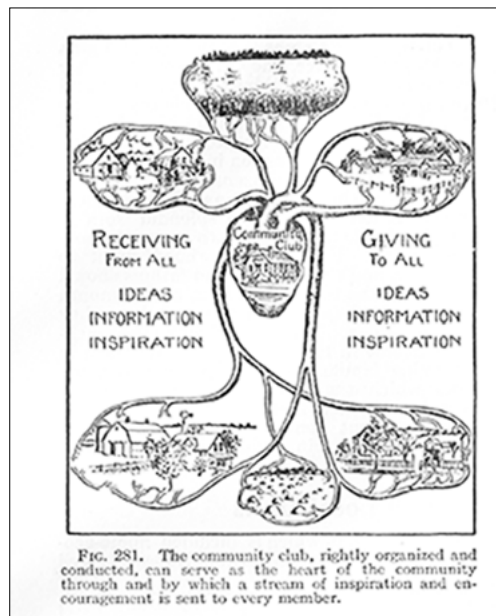 Community
Club
RECEIVING
FROM ALL
IDEAS
INFORMATION
INSPIRATION
GIVING
TO ALL
IDEAS
INFORMATION
INSPIRATION
FIG. 281. The community club, rightly organized and
conducted, can serve as the heart of the community
through and by which a stream of inspiration and en-
couragement is sent to every member.